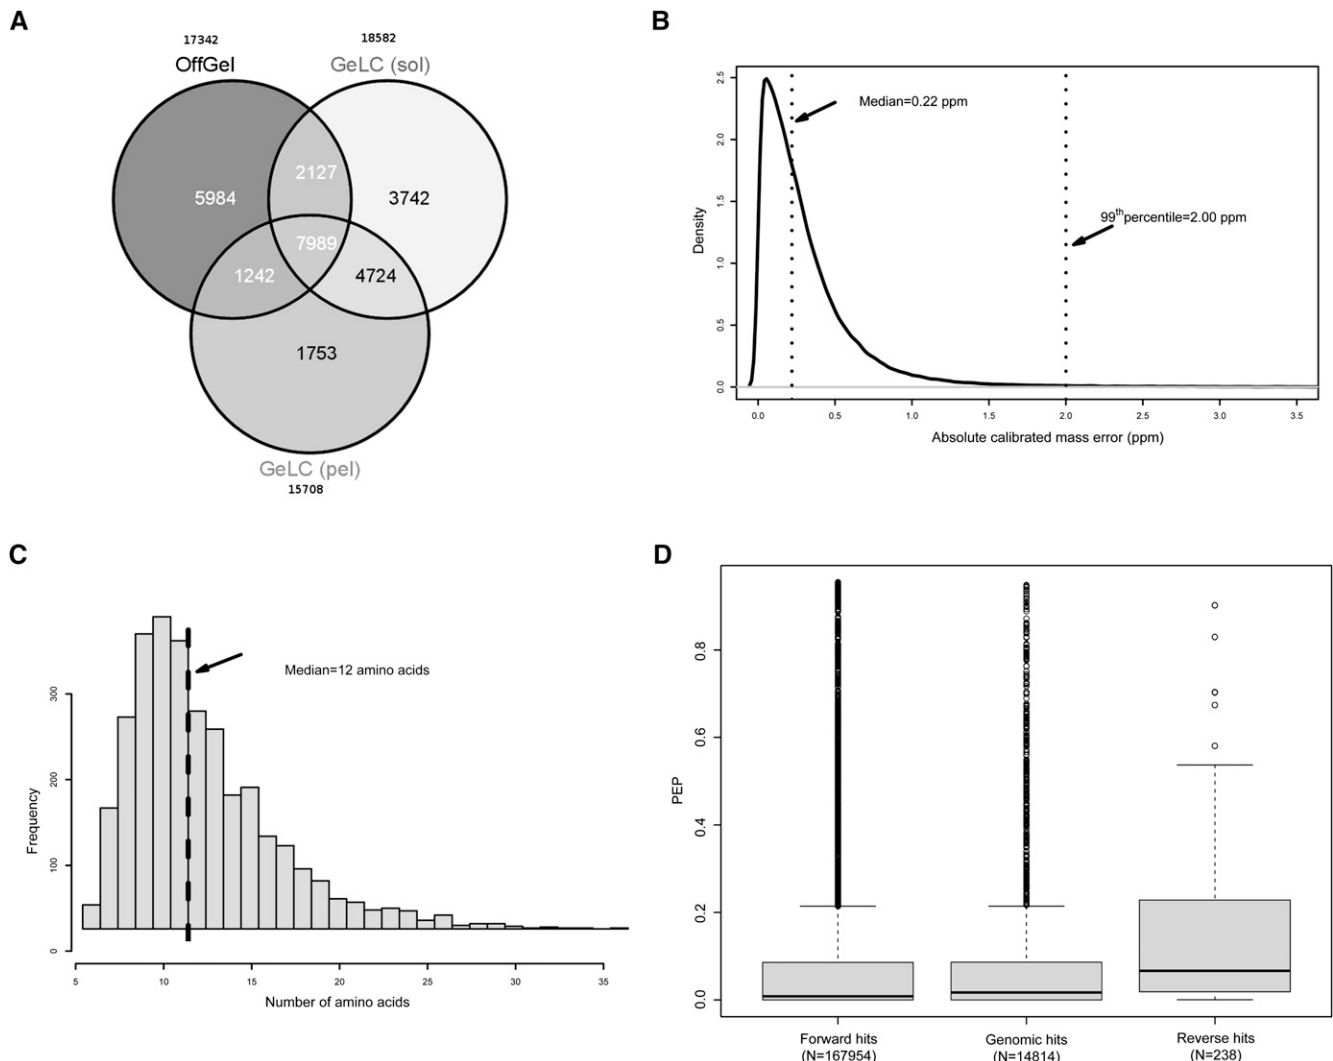 A
17342
OffGel
18582
GeLC (sol)
2127
5984
3742
7989
1242
4724
1753
GeLC (pel)
15708
B
2.5
2.0
1.5
1.0
0.5
0.0
Density
Median=0.22 ppm
99th percentile=2.00 ppm
0.0 0.5 1.0 1.5 2.0 2.5 3.0 3.5
Absolute calibrated mass error (ppm)
C
Median=12 amino acids
300
200
100
0
Frequency
5 10 15 20 25 30 35
Number of amino acids
D
0.8
0.6
0.4
0.2
0.0
PEP
Forward hits Genomic hits Reverse hits
(N=167954) (N=14814) (N=238)